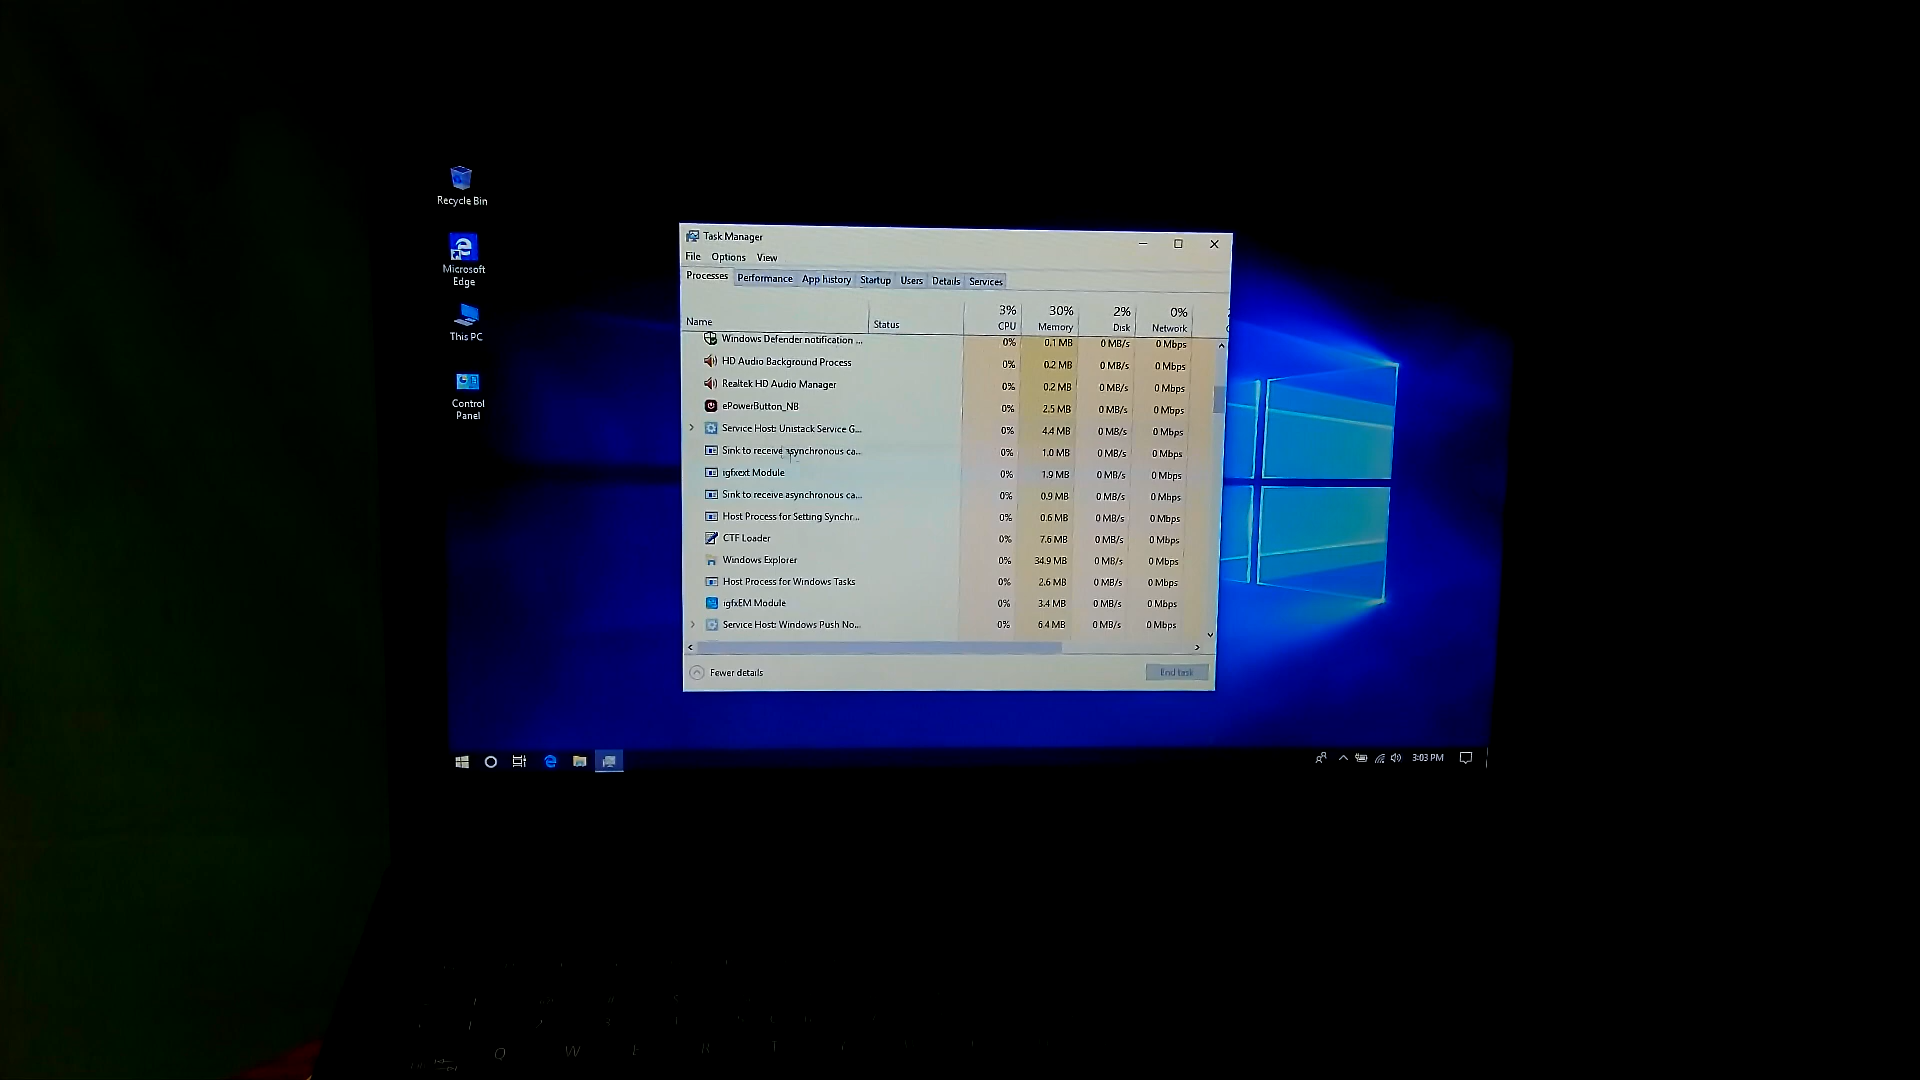 Recycle Bin
Microsoft
Edge
This PC
Control
Panel
Task Manager
File Options View
Processes Performance App history Startup Users Details Services
3% 30% 2% 0%
Name Status CPU Memory Disk Network
Windows Defender notification ... 0% 0.1 MB 0 MB/s 0 Mbps
HD Audio Background Process 0% 0.2 MB 0 MB/s 0 Mbps
Realtek HD Audio Manager 0% 0.2 MB 0 MB/s 0 Mbps
ePowerButton_NB 0% 2.5 MB 0 MB/s 0 Mbps
Service Host: Unistack Service G... 0% 4.4 MB 0 MB/s 0 Mbps
Sink to receive asynchronous ca... 0% 1.0 MB 0 MB/s 0 Mbps
igfxext Module 0% 1.9 MB 0 MB/s 0 Mbps
Sink to receive asynchronous ca... 0% 0.9 MB 0 MB/s 0 Mbps
Host Process for Setting Synchr... 0% 0.6 MB 0 MB/s 0 Mbps
CTF Loader 0% 7.6 MB 0 MB/s 0 Mbps
Windows Explorer 0% 34.9 MB 0 MB/s 0 Mbps
Host Process for Windows Tasks 0% 2.6 MB 0 MB/s 0 Mbps
igfxEM Module 0% 3.4 MB 0 MB/s 0 Mbps
Service Host: Windows Push No... 0% 6.4 MB 0 MB/s 0 Mbps
Fewer details End task
3:03 PM
Q W E R T